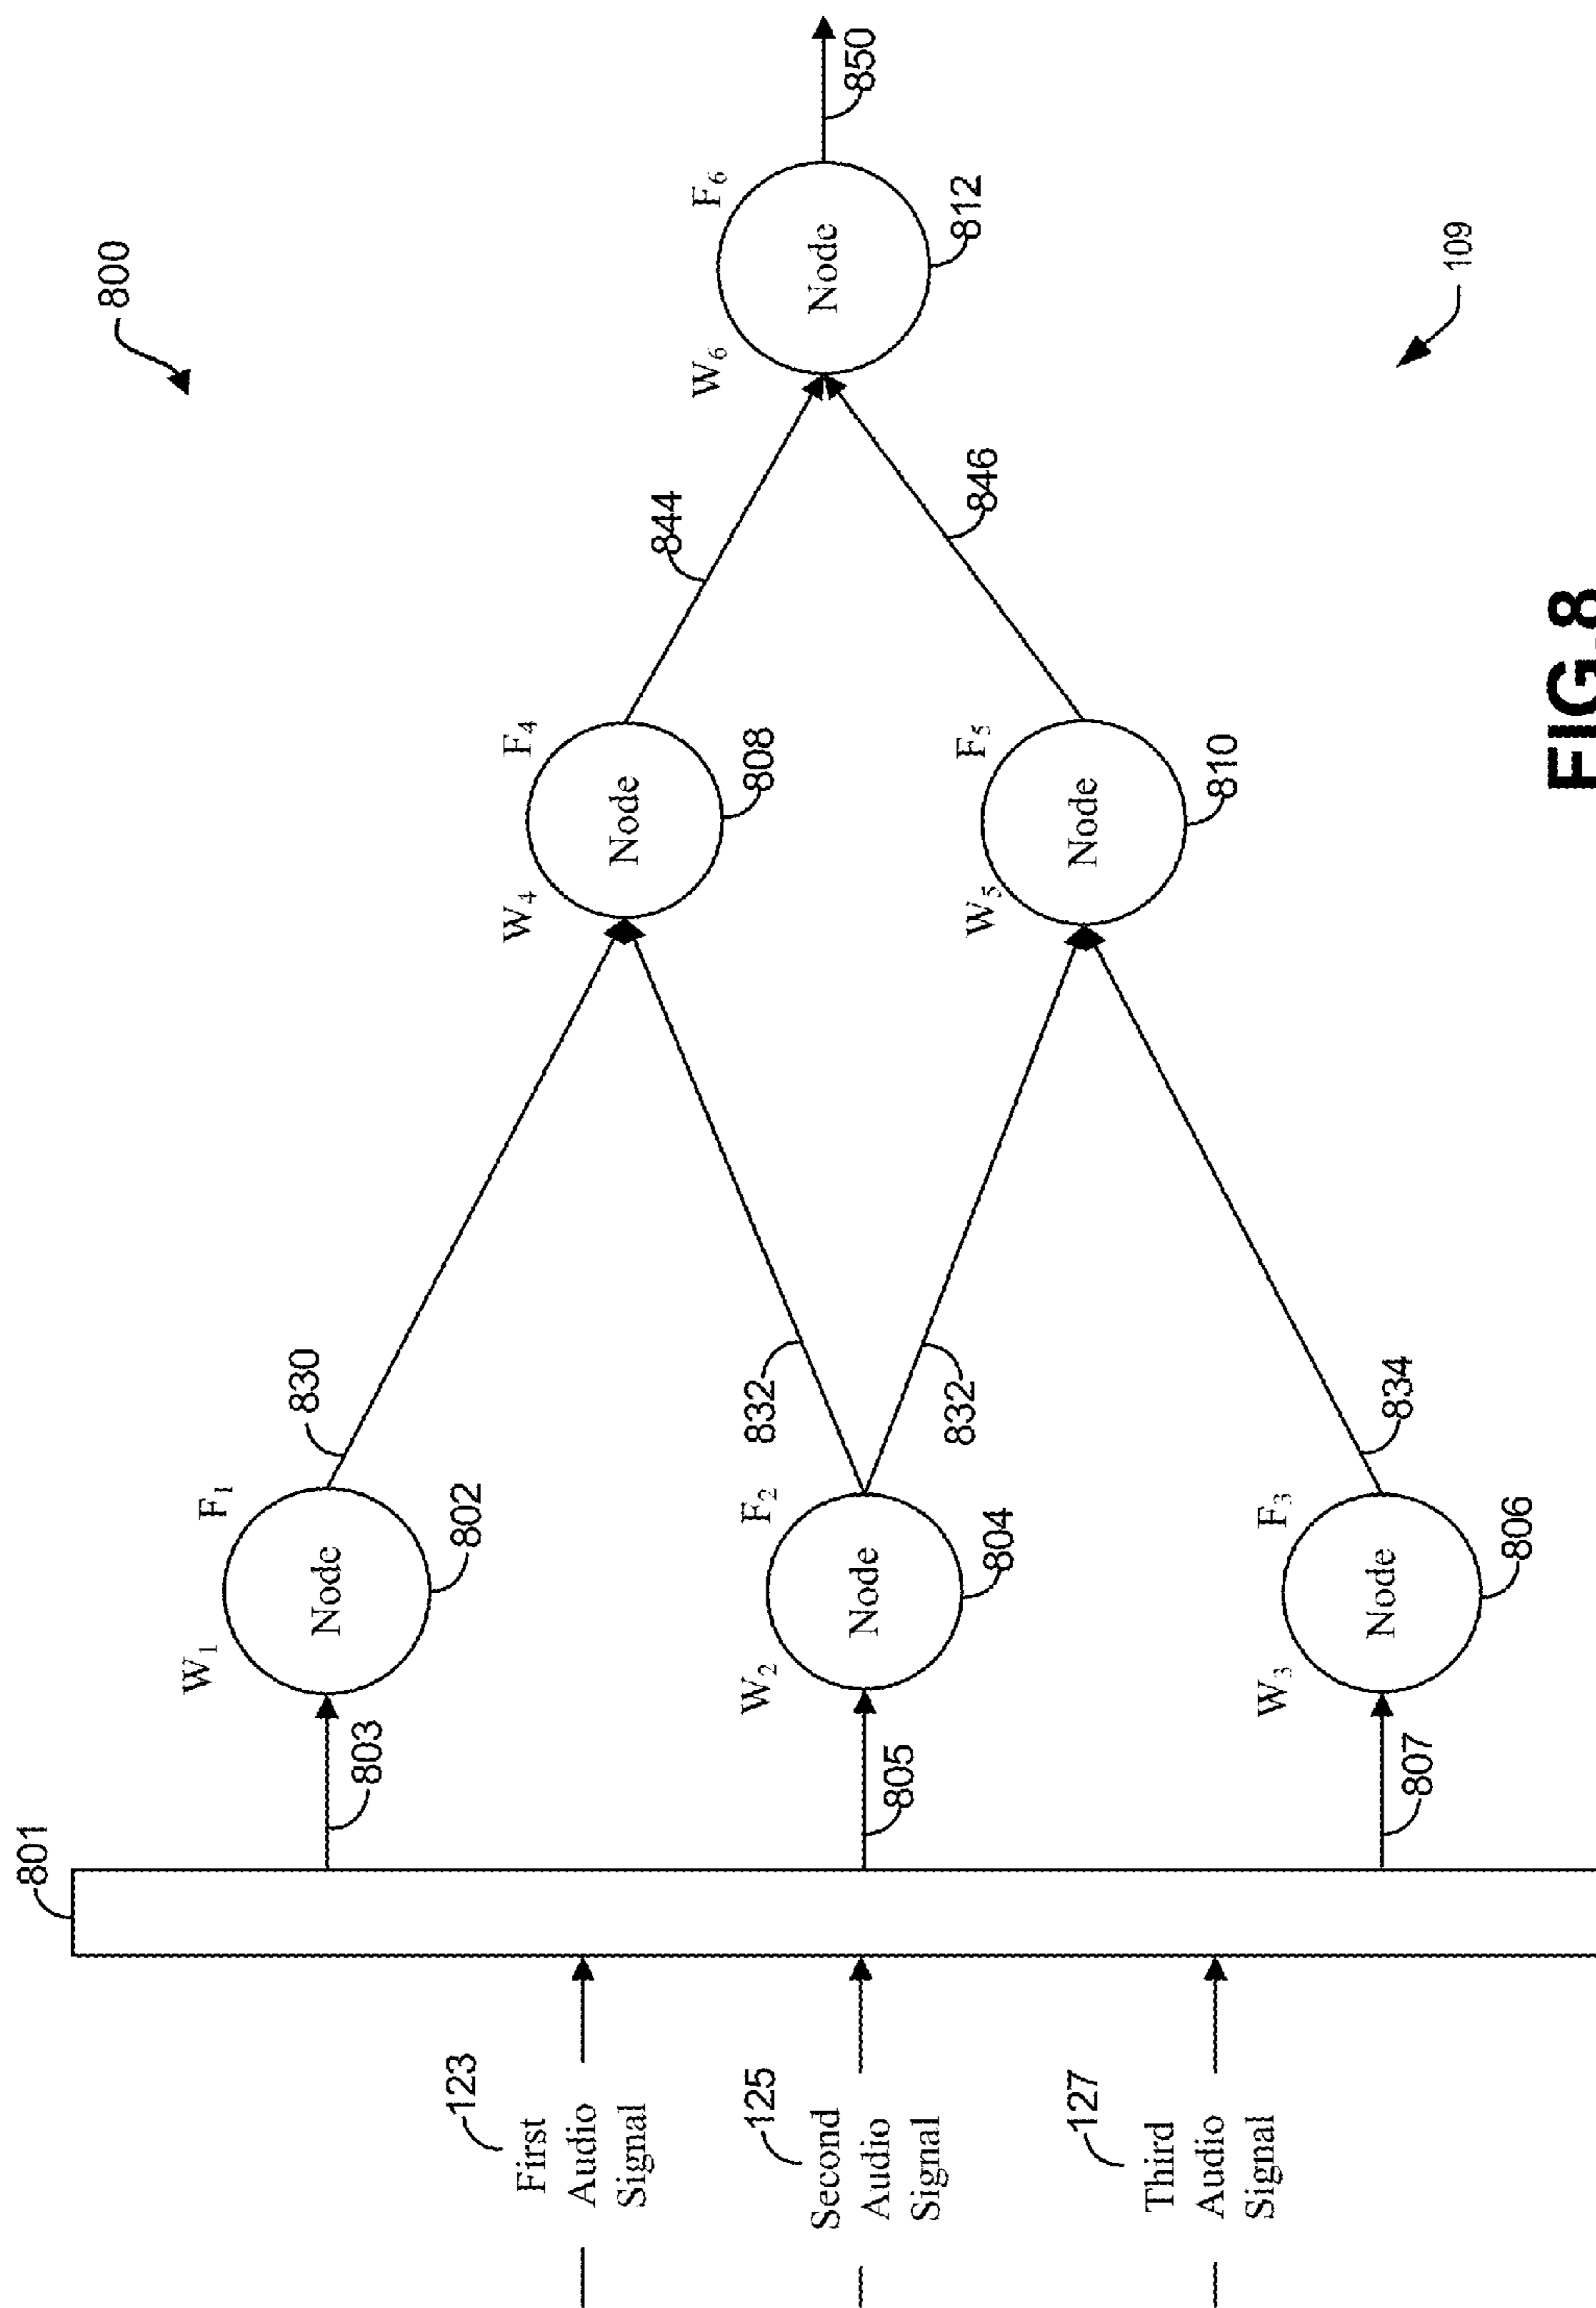 800
801
First
Audio
Signal
123
Second
Audio
Signal
125
Third
Audio
Signal
127
803
805
807
W1
F1
Node
802
W2
F2
Node
804
W3
F3
Node
806
830
832
832
834
W4
F4
Node
808
W5
F5
Node
810
844
846
W6
F6
Node
812
850
109
FIG.8